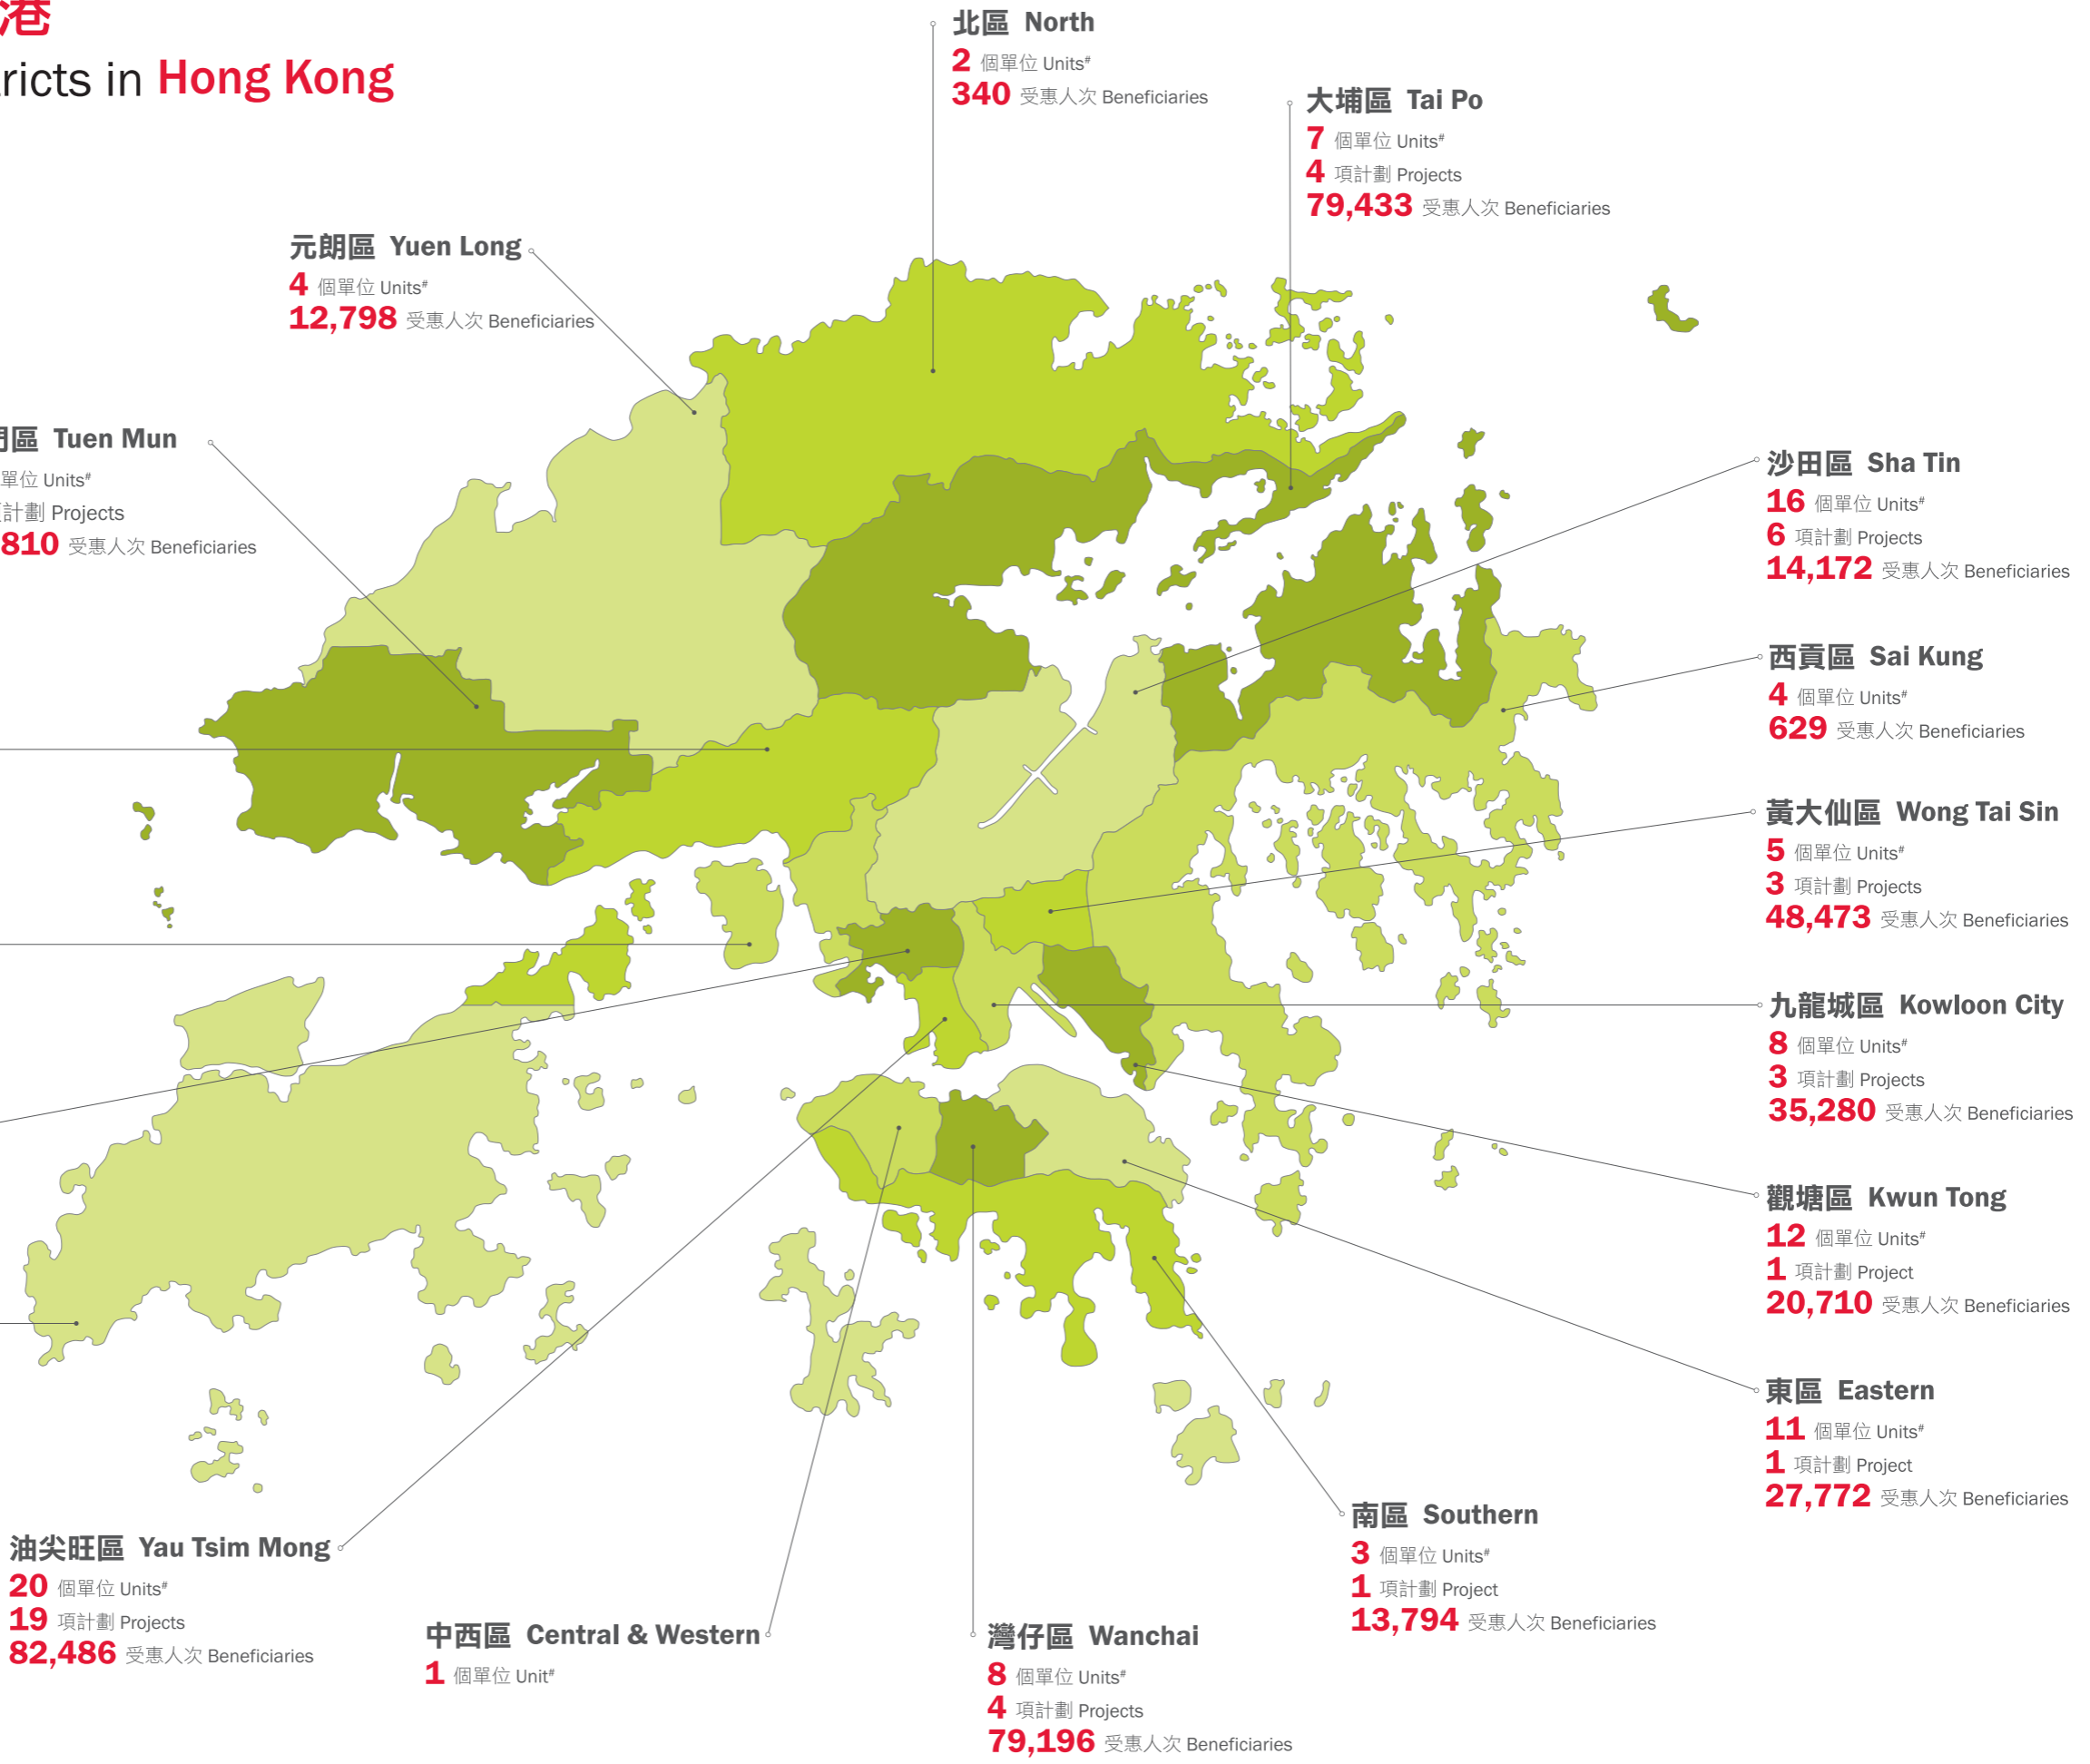 港
ricts in Hong Kong
北區 North
2 個單位 Units#
340 受惠人次 Beneficiaries
大埔區 Tai Po
7 個單位 Units#
4 項計劃 Projects
79,433 受惠人次 Beneficiaries
元朗區 Yuen Long
4 個單位 Units#
12,798 受惠人次 Beneficiaries
門區 Tuen Mun
單位 Units#
計劃 Projects
810 受惠人次 Beneficiaries
沙田區 Sha Tin
16 個單位 Units#
6 項計劃 Projects
14,172 受惠人次 Beneficiaries
西貢區 Sai Kung
4 個單位 Units#
629 受惠人次 Beneficiaries
黃大仙區 Wong Tai Sin
5 個單位 Units#
3 項計劃 Projects
48,473 受惠人次 Beneficiaries
九龍城區 Kowloon City
8 個單位 Units#
3 項計劃 Projects
35,280 受惠人次 Beneficiaries
觀塘區 Kwun Tong
12 個單位 Units#
1 項計劃 Project
20,710 受惠人次 Beneficiaries
東區 Eastern
11 個單位 Units#
1 項計劃 Project
27,772 受惠人次 Beneficiaries
南區 Southern
3 個單位 Units#
1 項計劃 Project
13,794 受惠人次 Beneficiaries
油尖旺區 Yau Tsim Mong
20 個單位 Units#
19 項計劃 Projects
82,486 受惠人次 Beneficiaries
中西區 Central & Western
1 個單位 Unit#
灣仔區 Wanchai
8 個單位 Units#
4 項計劃 Projects
79,196 受惠人次 Beneficiaries